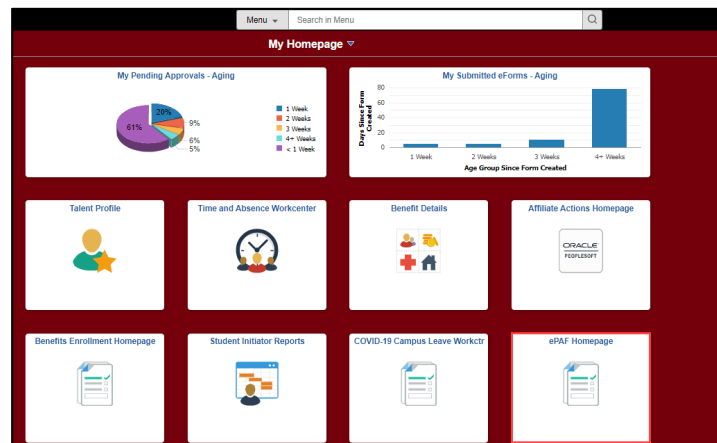 Menu
Search in Menu
My Homepage
My Pending Approvals - Aging
20%
9%
6%
5%
61%
1 Week
2 Weeks
3 Weeks
4+ Weeks
< 1 Week
My Submitted eForms - Aging
Days Since Form
Created
80
60
40
20
0
1 Week
2 Weeks
3 Weeks
4+ Weeks
Age Group Since Form Created
Talent Profile
Time and Absence Workcenter
Benefit Details
Affiliate Actions Homepage
ORACLE
PEOPLESOFT
Benefits Enrollment Homepage
Student Initiator Reports
COVID-19 Campus Leave Workctr
ePAF Homepage